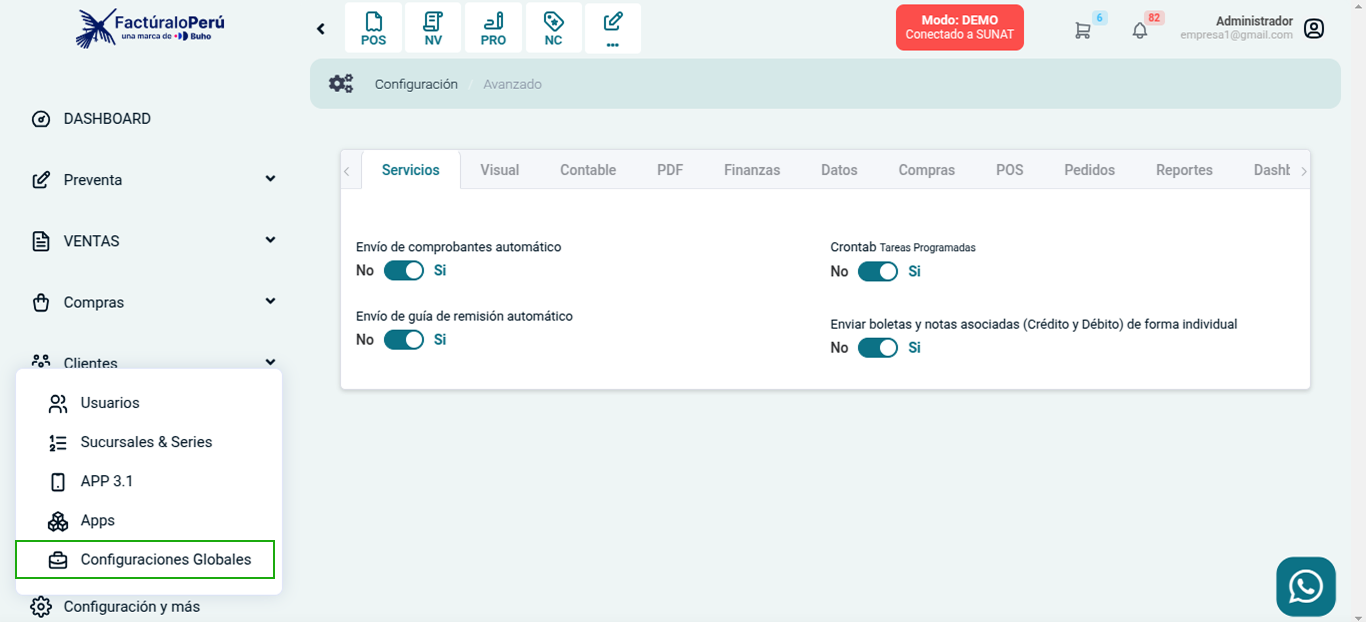 FactúraloPerú
una marca de Buho
POS
NV
PRO
NC
...
Modo: DEMO
Conectado a SUNAT
6
82
Administrador
empresa1@gmail.com
Configuración / Avanzado
DASHBOARD
Preventa
VENTAS
Compras
Clientes
Usuarios
Sucursales & Series
APP 3.1
Apps
Configuraciones Globales
Configuración y más
Servicios Visual Contable PDF Finanzas Datos Compras POS Pedidos Reportes Dashb
Envío de comprobantes automático
No Si
Crontab Tareas Programadas
No Si
Envío de guía de remisión automático
No Si
Enviar boletas y notas asociadas (Crédito y Débito) de forma individual
No Si